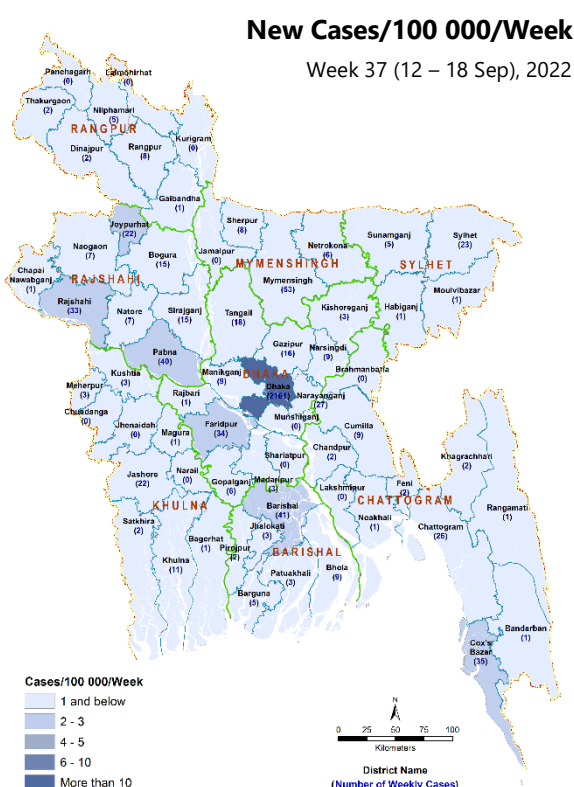 New Cases/100 000/Week
Week 37 (12 – 18 Sep), 2022
Panchagarh
(0)
Lalmonirhat
(0)
Thakurgaon
(2)
Nilphamari
(5)
RANGPUR
Dinajpur
(2)
Rangpur
(8)
Kurigram
(0)
Gaibandha
(1)
Joypurhat
(22)
Sherpur
(8)
Naogaon
(7)
Bogura
(15)
Jamalpur
(0)
Netrokona
(6)
Sunamganj
(5)
Sylhet
(23)
MYMENSHINGH
SYLHET
Chapai
Nawabganj
(1)
RAJSHAHI
Mymensingh
(53)
Moulvibazar
(1)
Rajshahi
(33)
Natore
(7)
Sirajganj
(15)
Tangail
(18)
Kishoreganj
(3)
Habiganj
(1)
Pabna
(40)
Gazipur
(16)
Narsingdi
(9)
Kushtia
(3)
Manikganj
(9)
DHAKA
Brahmanbaria
(0)
Meherpur
(3)
Rajbari
(1)
Dhaka
(2161)
Narayanganj
(27)
Chuadanga
(0)
Jhenaidah
(0)
Magura
(1)
Faridpur
(34)
Munshiganj
(0)
Cumilla
(9)
Shariatpur
(0)
Chandpur
(2)
Khagrachhari
(2)
Jashore
(22)
Narail
(0)
Gopalganj
(6)
Madaripur
(3)
Lakshmipur
(0)
Feni
(2)
CHATTOGRAM
Rangamati
(1)
KHULNA
Barishal
(41)
Noakhali
(1)
Satkhira
(2)
Jhalokati
(3)
Chattogram
(26)
Bagerhat
(1)
Pirojpur
(2)
BARISHAL
Khulna
(11)
Patuakhali
(3)
Bhola
(9)
Barguna
(5)
Bandarban
(1)
Cox's
Bazar
(35)
Cases/100 000/Week
1 and below
2 - 3
4 - 5
6 - 10
More than 10
N
0 25 50 75 100
Kilomaters
District Name
(Number of Weekly Cases)